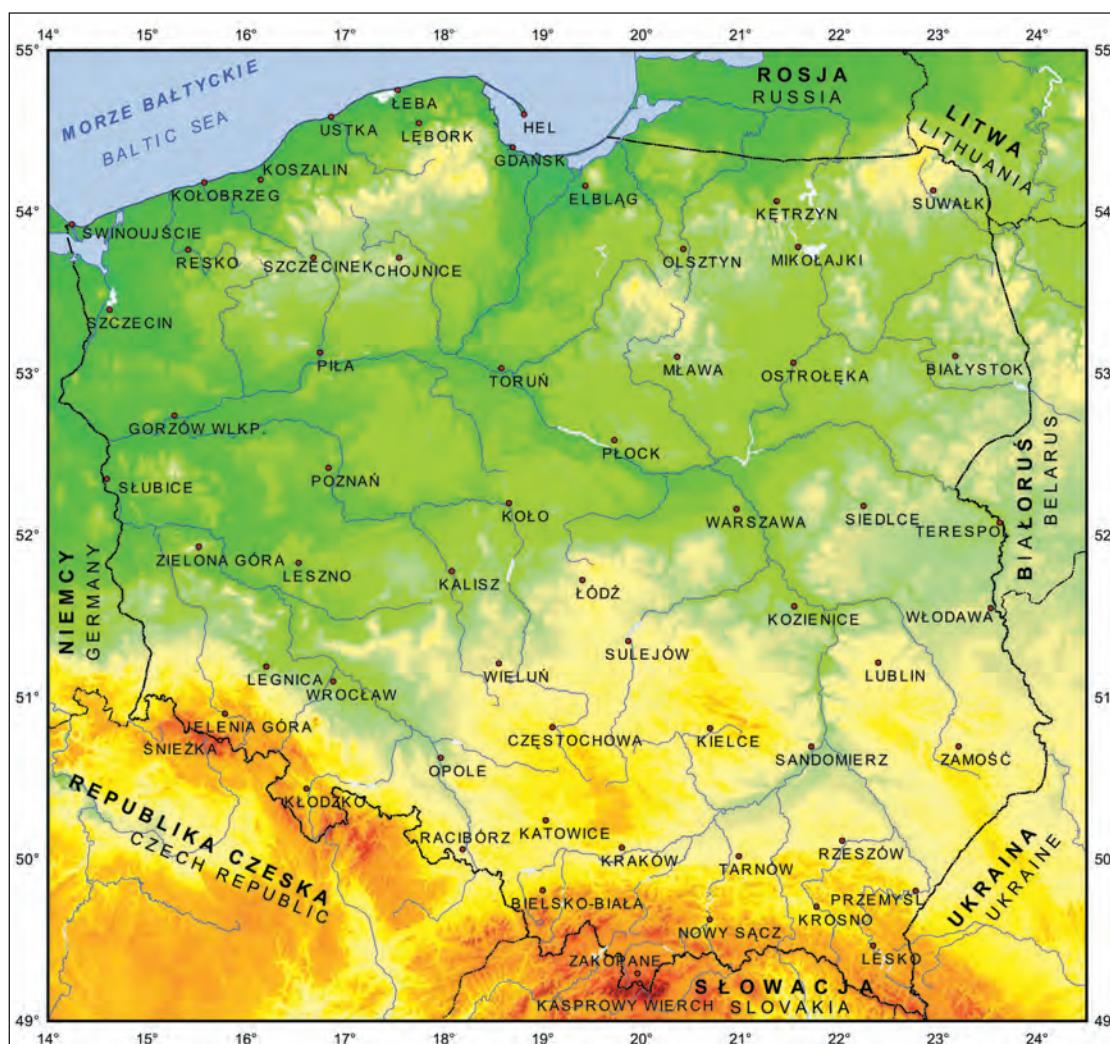 14° 15° 16° 17° 18° 19° 20° 21° 22° 23° 24°
55° 55°
MORZE BAŁTYCKIE
BALTIC SEA
ROSJA
RUSSIA
LITWA
LITHUANIA
ŁEBA
USTKA
LĘBORK
HEL
GDAŃSK
KOSZALIN
KOŁOBRZEG
ELBLĄG
KĘTRZYN
SUWAŁKI
54° 54°
ŚWINOUJŚCIE
RESKO
SZCZECINEK
CHOJNICE
OLSZTYN
MIKOŁAJKI
SZCZECIN
PIŁA
TORUŃ
MŁAWA
OSTROŁĘKA
BIAŁYSTOK
53° 53°
GORZÓW WLKP.
PŁOCK
SŁUBICE
POZNAŃ
KOŁO
WARSZAWA
SIEDLCE
TERESPOL
BIAŁORUŚ
BELARUS
52° 52°
ZIELONA GÓRA
LESZNO
KALISZ
ŁÓDŹ
KOZIENICE
WŁODAWA
NIEMCY
GERMANY
SULEJÓW
LEGNICA
WROCŁAW
WIELUŃ
LUBLIN
51° 51°
JELENIA GÓRA
ŚNIEŻKA
CZĘSTOCHOWA
KIELCE
SANDOMIERZ
ZAMOŚĆ
OPOLE
KŁODZKO
REPUBLIKA CZESKA
CZECH REPUBLIC
RACIBÓRZ
KATOWICE
KRAKÓW
TARNÓW
RZESZÓW
50° 50°
UKRAINA
UKRAINE
BIELSKO-BIAŁA
PRZEMYŚL
KROSNO
NOWY SĄCZ
LESKO
ZAKOPANE
KASPROWY WIERCH
SŁOWACJA
SLOVAKIA
49° 49°
14° 15° 16° 17° 18° 19° 20° 21° 22° 23° 24°